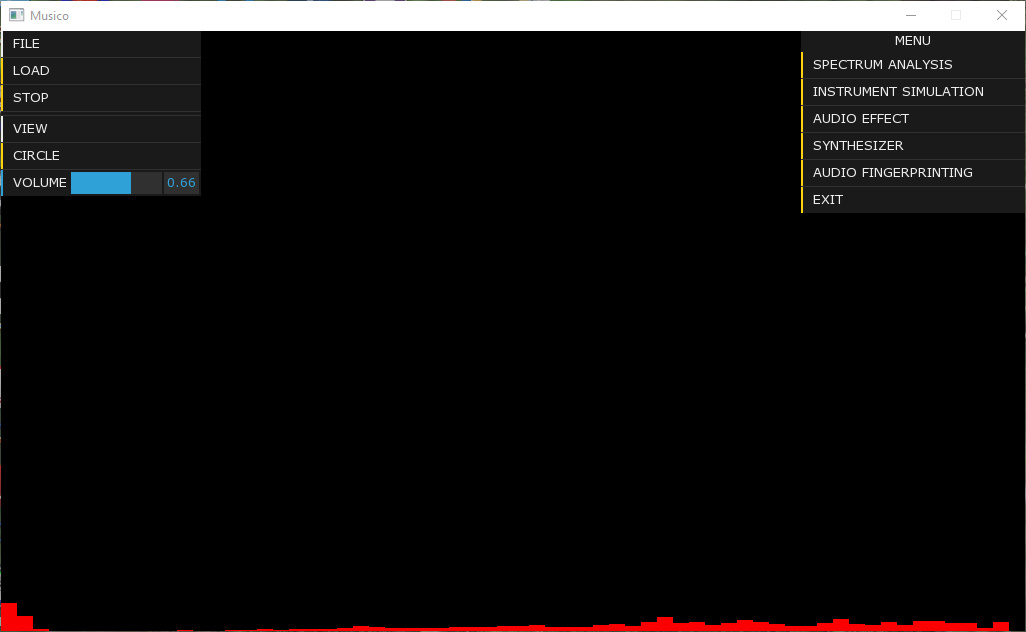 Musico
FILE
LOAD
STOP
VIEW
CIRCLE
VOLUME 0.66
MENU
SPECTRUM ANALYSIS
INSTRUMENT SIMULATION
AUDIO EFFECT
SYNTHESIZER
AUDIO FINGERPRINTING
EXIT